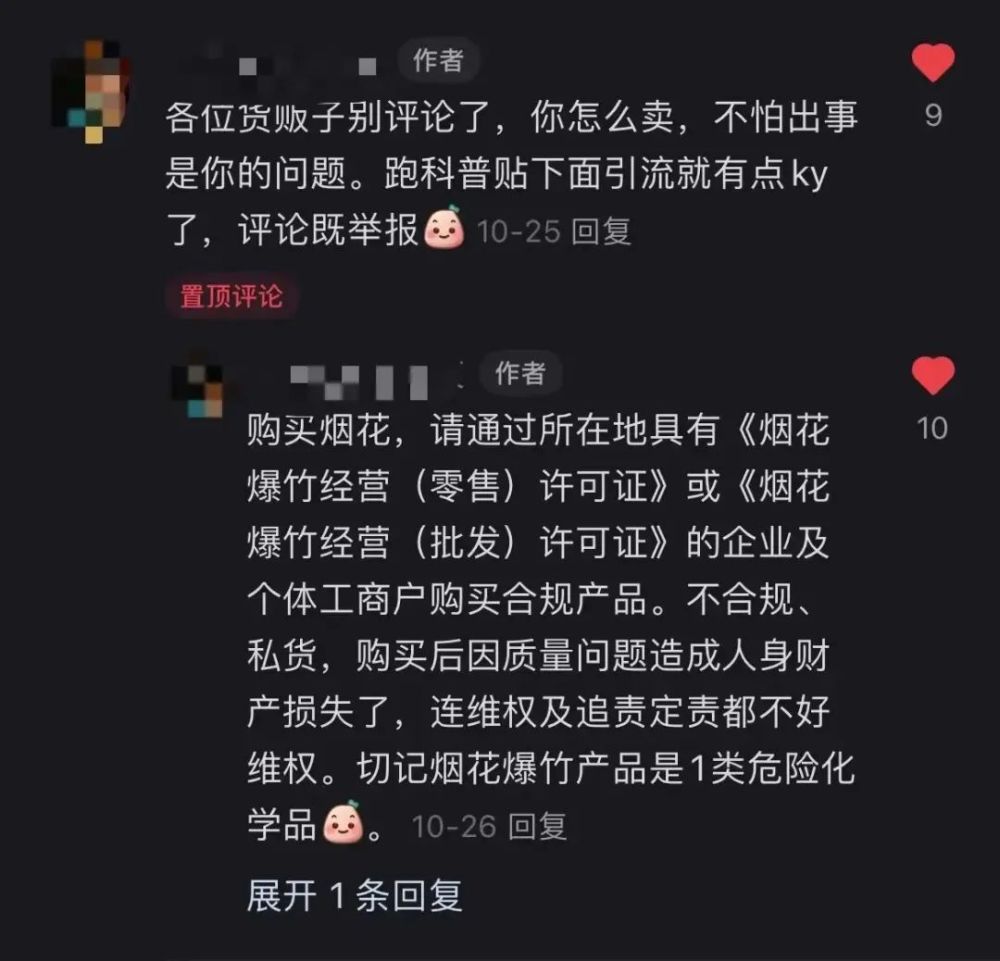 作者
各位货贩子别评论了，你怎么卖，不怕出事
是你的问题。跑科普贴下面引流就有点ky
了，评论既举报 10-25 回复
9
置顶评论
作者
购买烟花，请通过所在地具有《烟花
爆竹经营（零售）许可证》或《烟花
爆竹经营（批发）许可证》的企业及
个体工商户购买合规产品。不合规、
私货，购买后因质量问题造成人身财
产损失了，连维权及追责定责都不好
维权。切记烟花爆竹产品是1类危险化
学品。 10-26 回复
10
展开 1 条回复